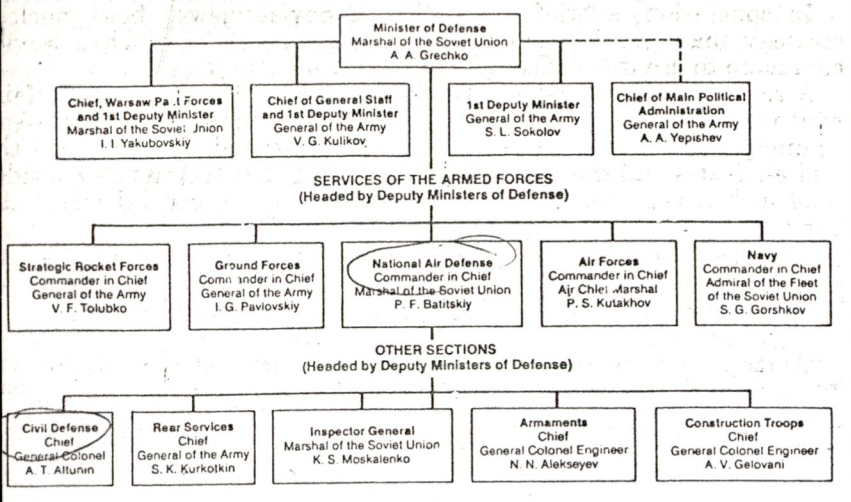 Minister of Defense
Marshal of the Soviet Union
A. A. Grechko
Chief, Warsaw Pact Forces
and 1st Deputy Minister
Marshal of the Soviet Union
I. I. Yakubovskiy
Chief of General Staff
and 1st Deputy Minister
General of the Army
V. G. Kulikov
1st Deputy Minister
General of the Army
S. L. Sokolov
Chief of Main Political
Administration
General of the Army
A. A. Yepishev
SERVICES OF THE ARMED FORCES
(Headed by Deputy Ministers of Defense)
Strategic Rocket Forces
Commander in Chief
General of the Army
V. F. Tolubko
Ground Forces
Commander in Chief
General of the Army
I. G. Pavlovskiy
National Air Defense
Commander in Chief
Marshal of the Soviet Union
P. F. Batitskiy
Air Forces
Commander in Chief
Air Chief Marshal
P. S. Kutakhov
Navy
Commander in Chief
Admiral of the Fleet
of the Soviet Union
S. G. Gorshkov
OTHER SECTIONS
(Headed by Deputy Ministers of Defense)
Civil Defense
Chief
General Colonel
A. T. Altunin
Rear Services
Chief
General of the Army
S. K. Kurkotkin
Inspector General
Marshal of the Soviet Union
K. S. Moskalenko
Armaments
Chief
General Colonel Engineer
N. N. Alekseyev
Construction Troops
Chief
General Colonel Engineer
A. V. Gelovani